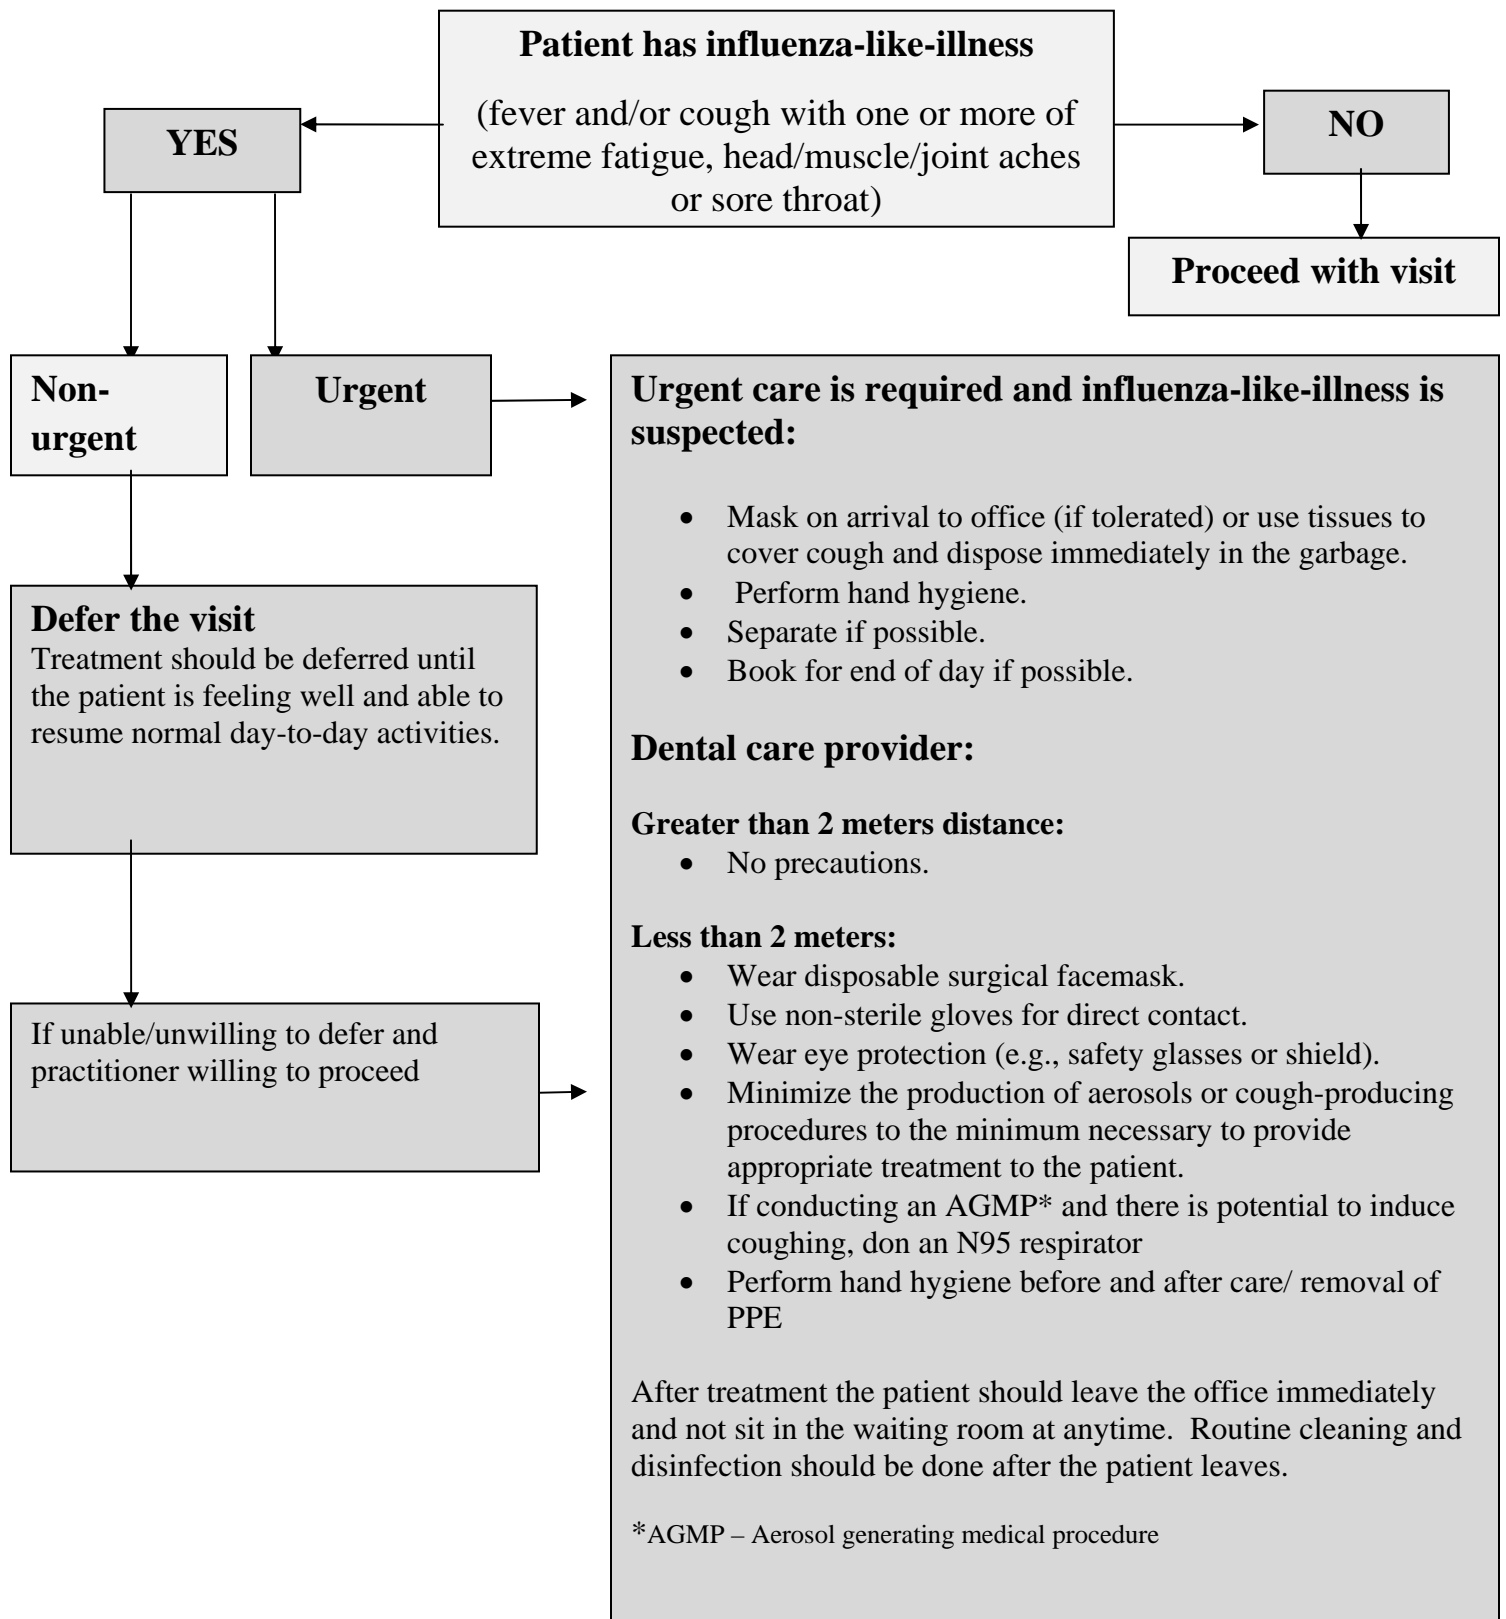 Patient has influenza-like-illness
(fever and/or cough with one or more of
extreme fatigue, head/muscle/joint aches
or sore throat)
YES
NO
Proceed with visit
Non-
urgent
Urgent
Defer the visit
Treatment should be deferred until
the patient is feeling well and able to
resume normal day-to-day activities.
If unable/unwilling to defer and
practitioner willing to proceed
Urgent care is required and influenza-like-illness is
suspected:
• Mask on arrival to office (if tolerated) or use tissues to
cover cough and dispose immediately in the garbage.
• Perform hand hygiene.
• Separate if possible.
• Book for end of day if possible.
Dental care provider:
Greater than 2 meters distance:
• No precautions.
Less than 2 meters:
• Wear disposable surgical facemask.
• Use non-sterile gloves for direct contact.
• Wear eye protection (e.g., safety glasses or shield).
• Minimize the production of aerosols or cough-producing
procedures to the minimum necessary to provide
appropriate treatment to the patient.
• If conducting an AGMP* and there is potential to induce
coughing, don an N95 respirator
• Perform hand hygiene before and after care/ removal of
PPE
After treatment the patient should leave the office immediately
and not sit in the waiting room at anytime.  Routine cleaning and
disinfection should be done after the patient leaves.
*AGMP – Aerosol generating medical procedure